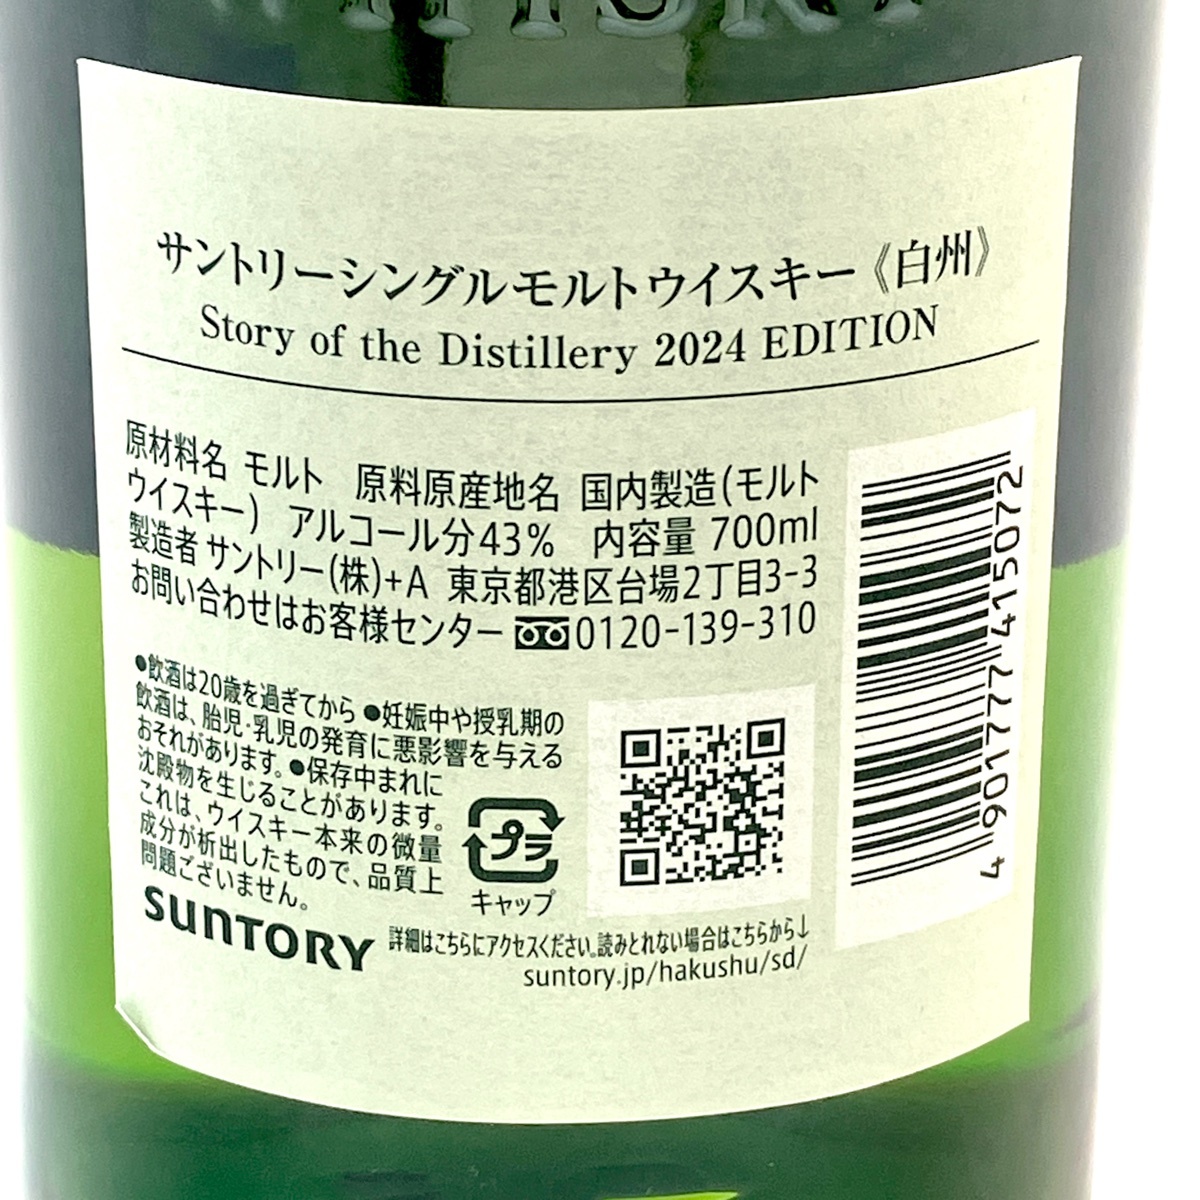 サントリーシングルモルトウイスキー《白州》
Story of the Distillery 2024 EDITION
原材料名 モルト 原料原産地名 国内製造(モルト
ウイスキー) アルコール分43% 内容量 700ml
製造者 サントリー(株)+A 東京都港区台場2丁目3-3
お問い合わせはお客様センター 0120-139-310
●飲酒は20歳を過ぎてから ●妊娠中や授乳期の
飲酒は、胎児・乳児の発育に悪影響を与える
おそれがあります。●保存中まれに
沈殿物を生じることがあります。
これは、ウイスキー本来の微量
成分が析出したもので、品質上
問題ございません。
プラ
キャップ
SUNTORY
詳細はこちらにアクセスください。読みとれない場合はこちらから↓
suntory.jp/hakushu/sd/
4 901777 415072